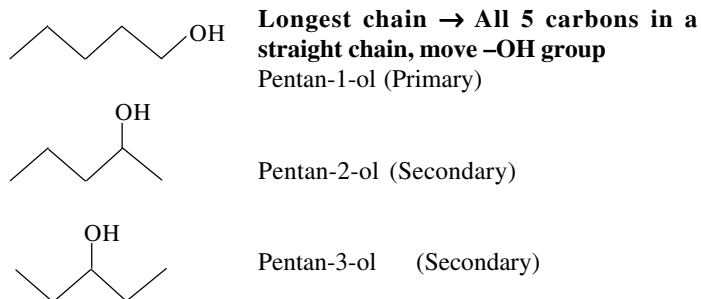 OH
Longest chain → All 5 carbons in a
straight chain, move –OH group
Pentan-1-ol (Primary)
OH
Pentan-2-ol (Secondary)
OH
Pentan-3-ol (Secondary)